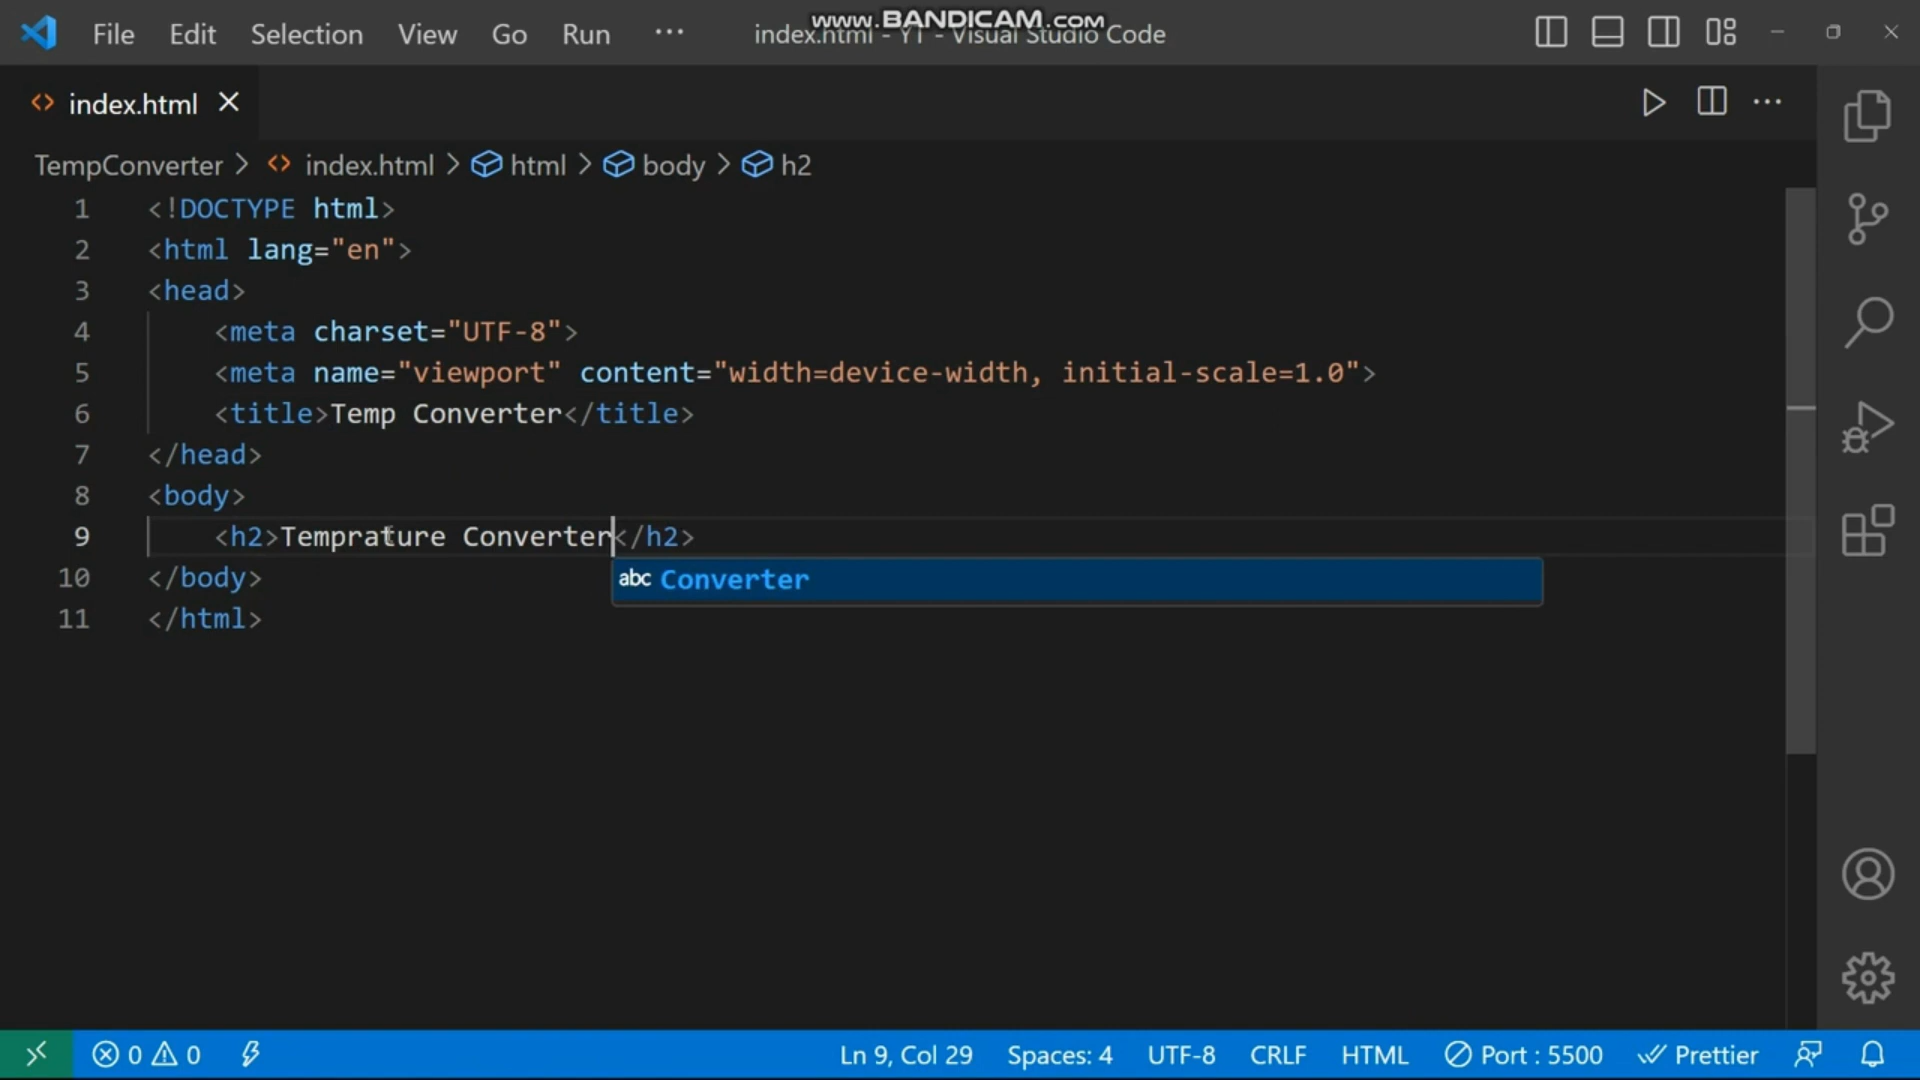 www.BANDICAM.com
File Edit Selection View Go Run ··· index.html - YT - Visual Studio Code
index.html
TempConverter > index.html > html > body > h2
1 <!DOCTYPE html>
2 <html lang="en">
3 <head>
4 <meta charset="UTF-8">
5 <meta name="viewport" content="width=device-width, initial-scale=1.0">
6 <title>Temp Converter</title>
7 </head>
8 <body>
9 <h2>Temprature Converter</h2>
abc Converter
10 </body>
11 </html>
0 0 Ln 9, Col 29 Spaces: 4 UTF-8 CRLF HTML Port : 5500 Prettier